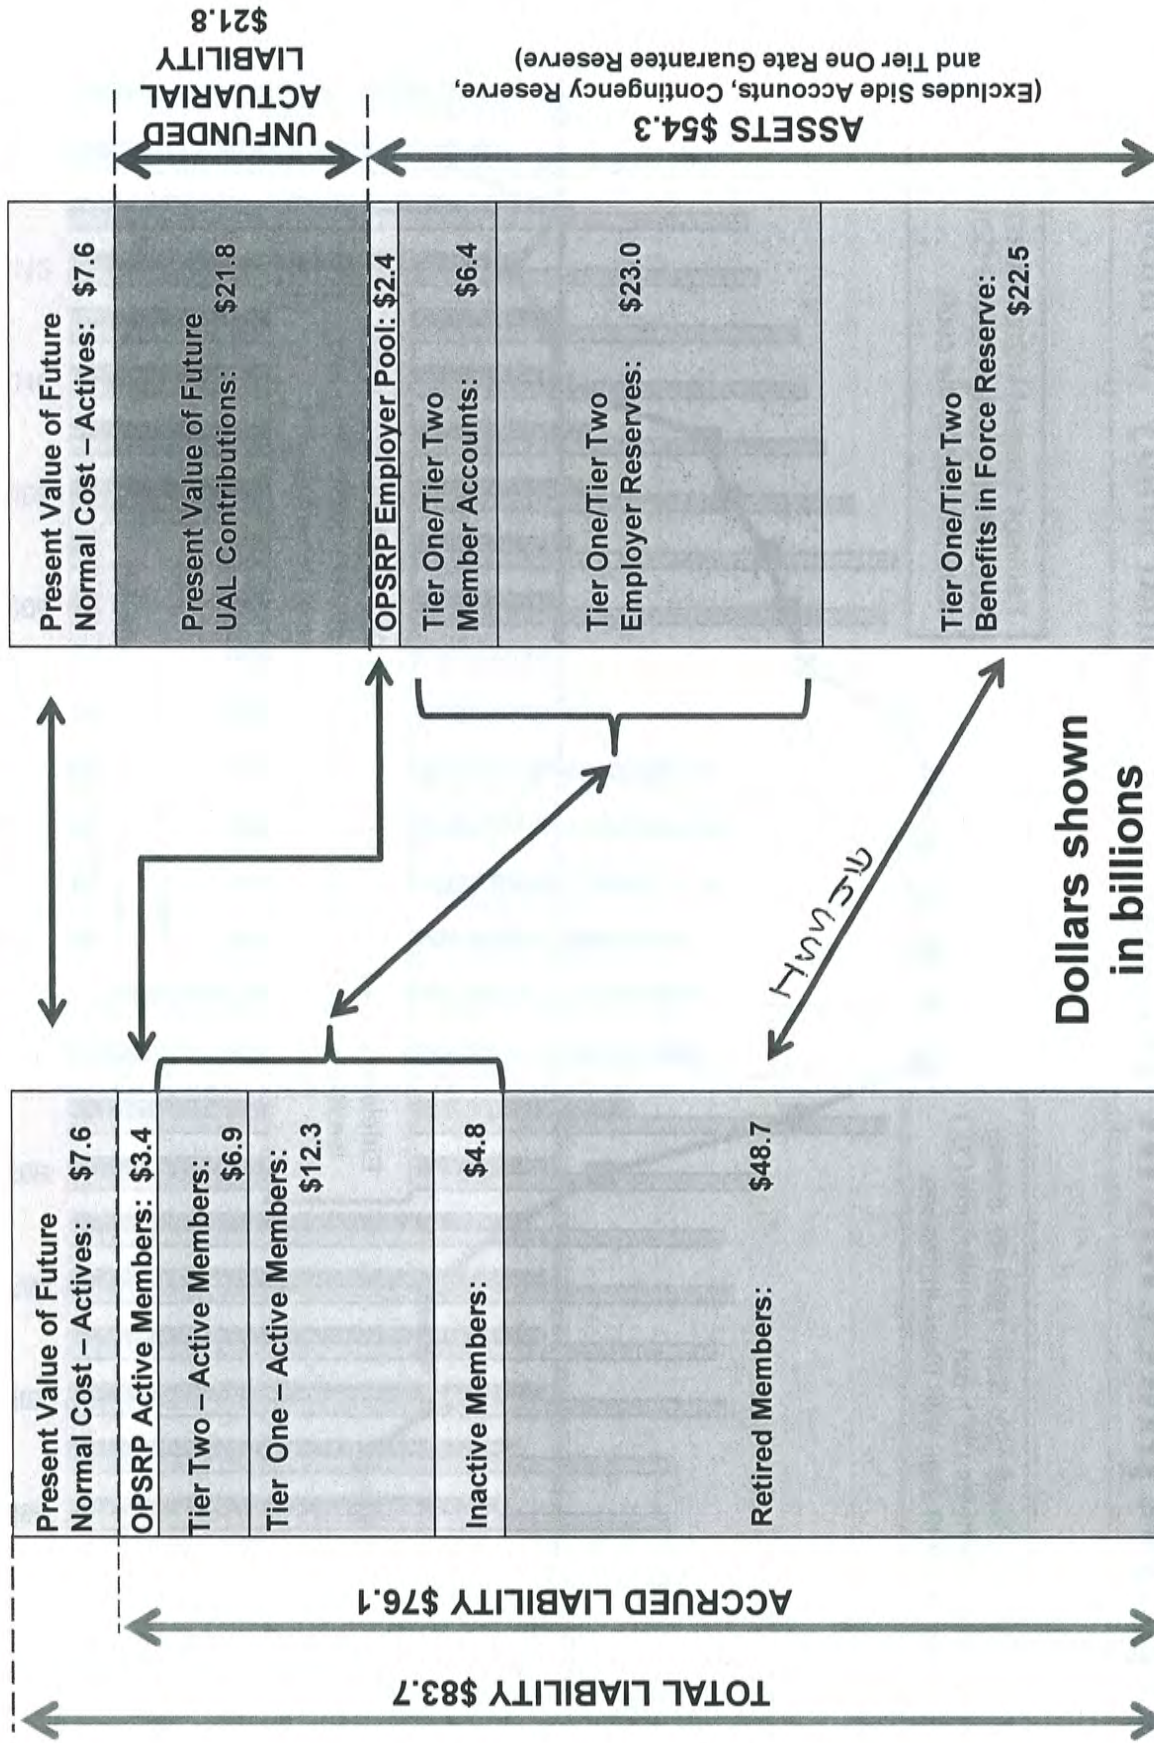 TOTAL LIABILITY $83.7
ACCRUED LIABILITY $76.1
Present Value of Future
Normal Cost – Actives: $7.6
OPSRP Active Members: $3.4
Tier Two – Active Members:
$6.9
Tier One – Active Members:
$12.3
Inactive Members: $4.8
Retired Members: $48.7
Dollars shown
in billions
Present Value of Future
Normal Cost – Actives: $7.6
Present Value of Future
UAL Contributions: $21.8
OPSRP Employer Pool: $2.4
Tier One/Tier Two
Member Accounts: $6.4
Tier One/Tier Two
Employer Reserves: $23.0
Tier One/Tier Two
Benefits in Force Reserve:
$22.5
UNFUNDED
ACTUARIAL
LIABILITY
$21.8
ASSETS $54.3
(Excludes Side Accounts, Contingency Reserve,
and Tier One Rate Guarantee Reserve)